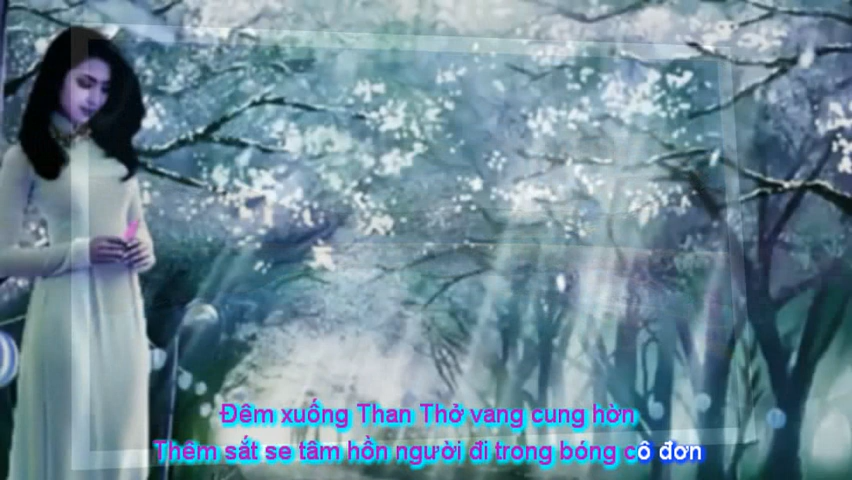 Đêm xuống Than Thở vang cung hờn
Thêm sắt se tâm hồn người đi trong bóng cô đơn